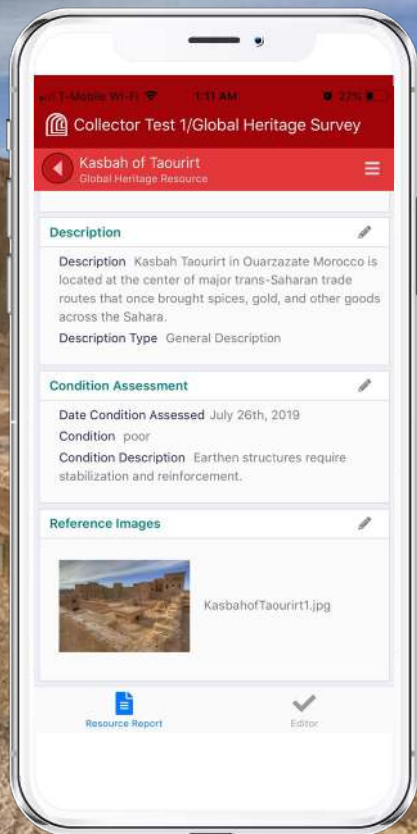 T-Mobile Wi-Fi 1:11 AM 27%
Collector Test 1/Global Heritage Survey
Kasbah of Taourirt
Global Heritage Resource
Description
Description Kasbah Taourirt in Ouarzazate Morocco is
located at the center of major trans-Saharan trade
routes that once brought spices, gold, and other goods
across the Sahara.
Description Type General Description
Condition Assessment
Date Condition Assessed July 26th, 2019
Condition poor
Condition Description Earthen structures require
stabilization and reinforcement.
Reference Images
KasbahofTaourirt1.jpg
Resource Report
Editor